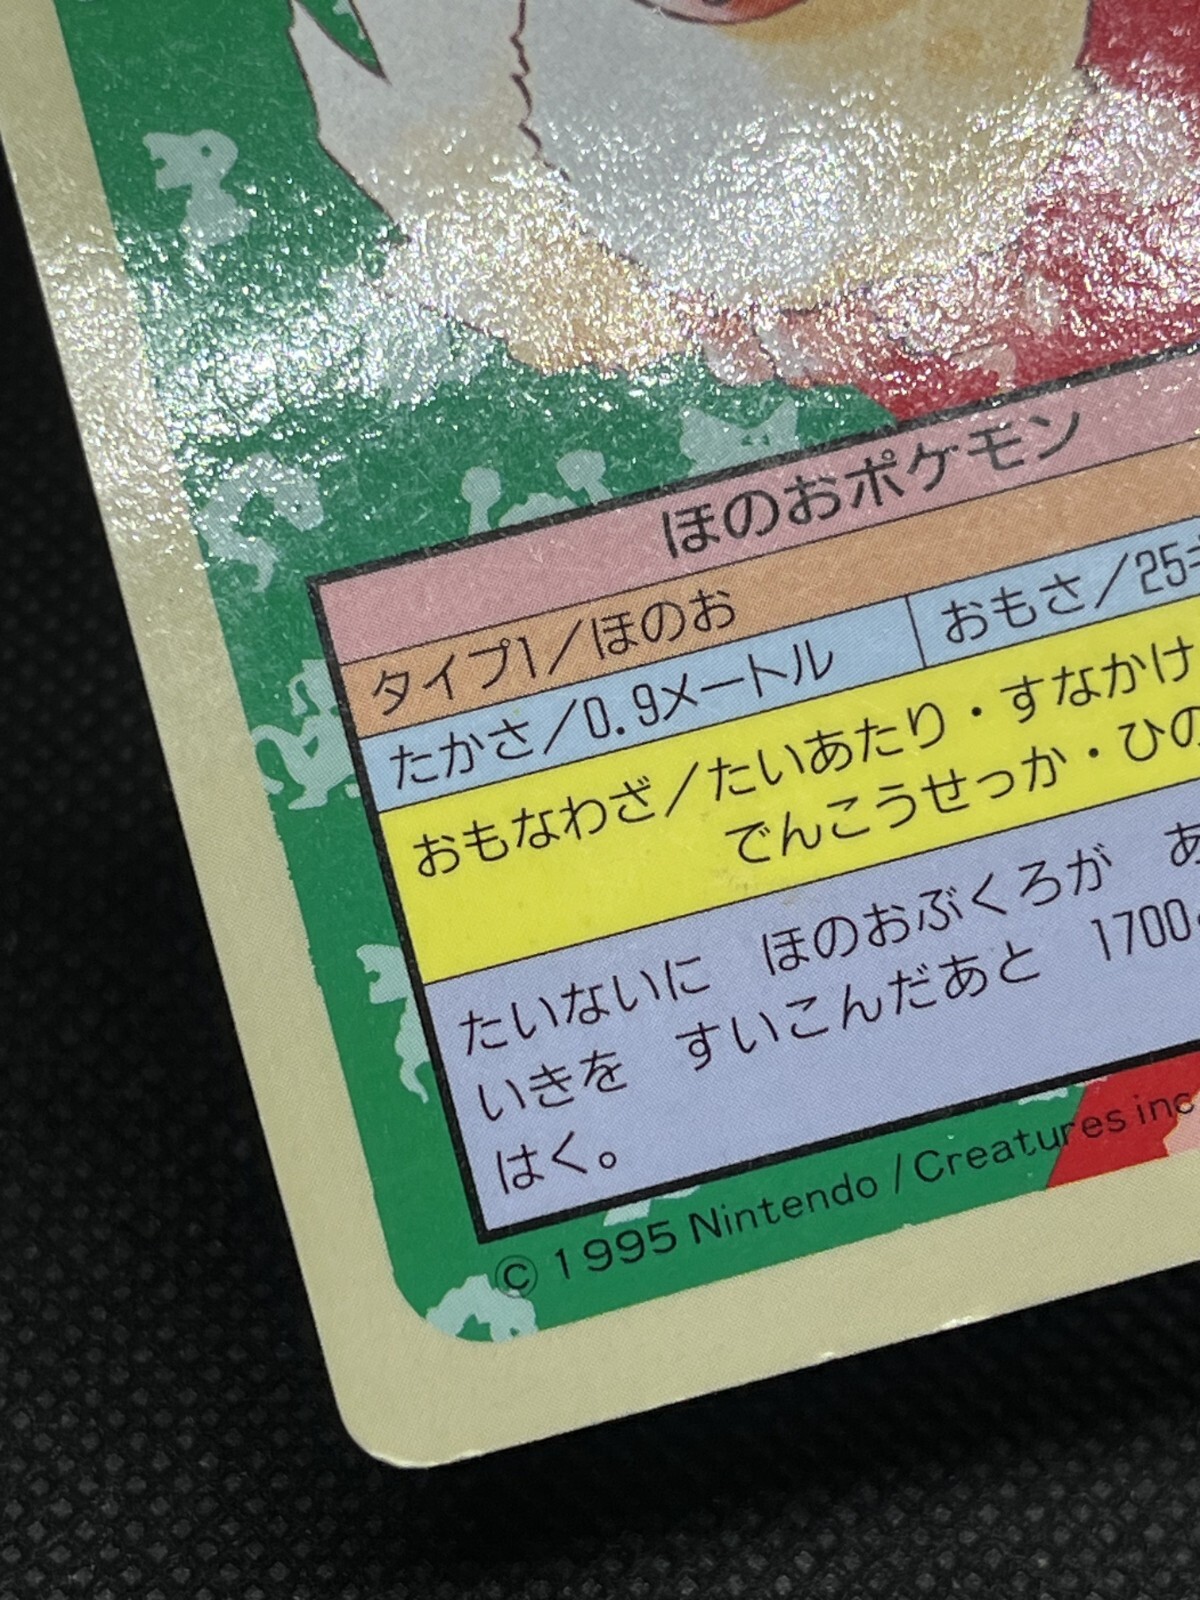 ほのおポケモン
タイプ1/ほのお
たかさ/0.9メートル おもさ/25キ
おもなわざ/たいあたり・すなかけ
でんこうせっか・ひの
たいないに ほのおぶくろが あ
いきを すいこんだあと 1700
はく。
© 1995 Nintendo / Creatures inc